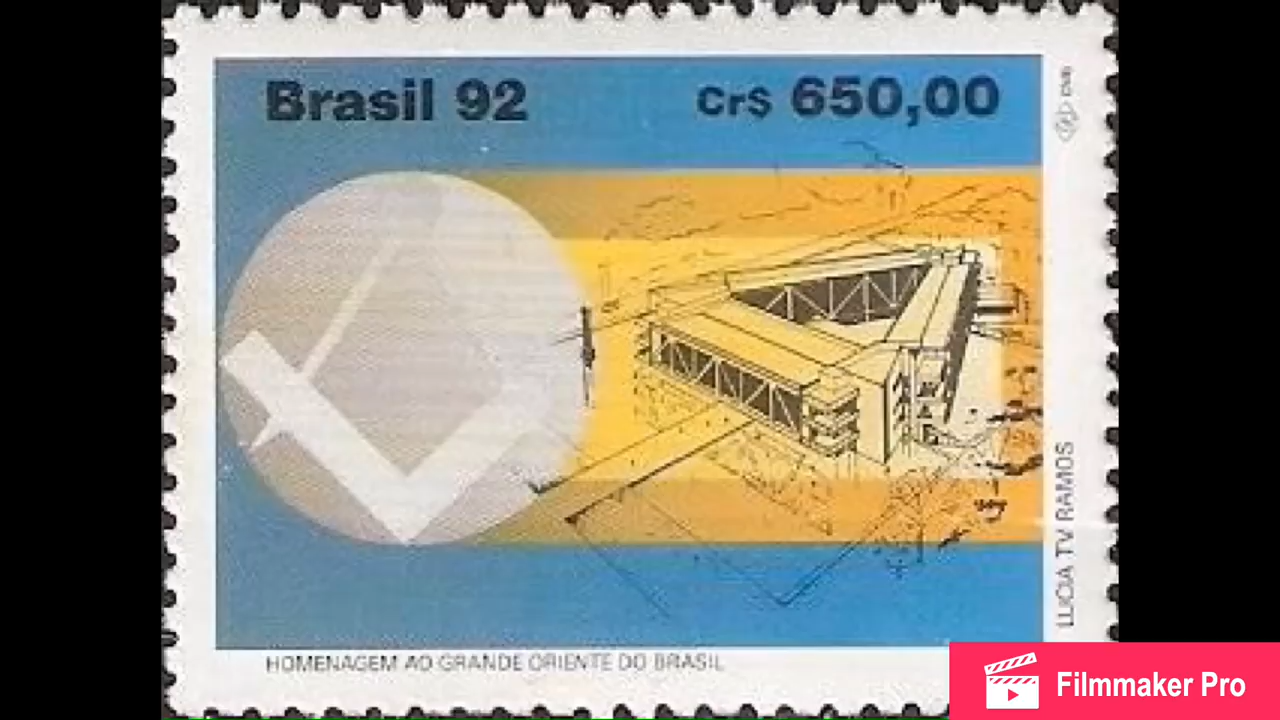 Brasil 92
Cr$ 650,00
LUCIA TV RAMOS
HOMENAGEM AO GRANDE ORIENTE DO BRASIL
Filmmaker Pro